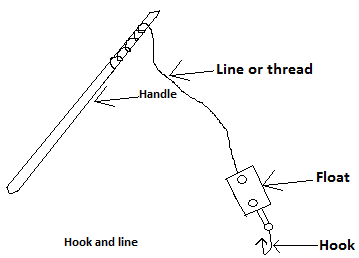 Line or thread
Handle
Float
Hook and line
Hook